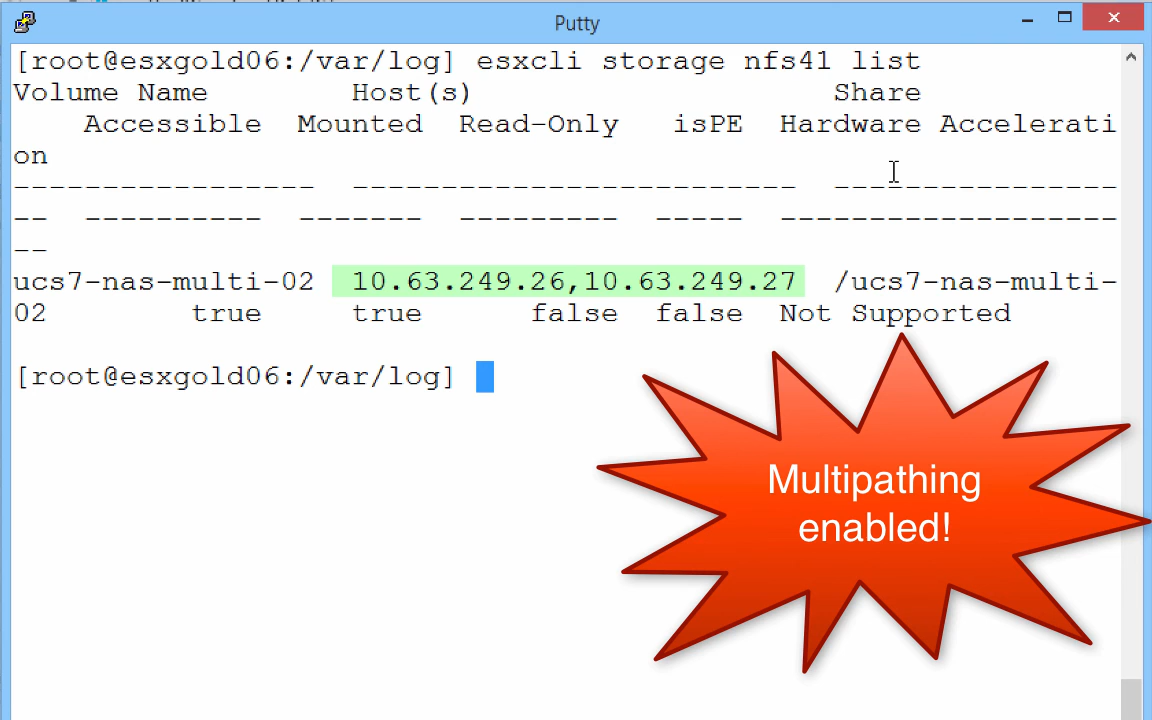 Putty
[root@esxgold06:/var/log] esxcli storage nfs41 list
Volume Name        Host(s)                    Share
    Accessible  Mounted  Read-Only   isPE  Hardware Accelerati
on
-----------------  -------------------------  ----------------
--  ----------  -------  ---------  -----  -------------------
--
ucs7-nas-multi-02  10.63.249.26,10.63.249.27  /ucs7-nas-multi-
02        true     true      false  false  Not Supported
[root@esxgold06:/var/log]
Multipathing
enabled!